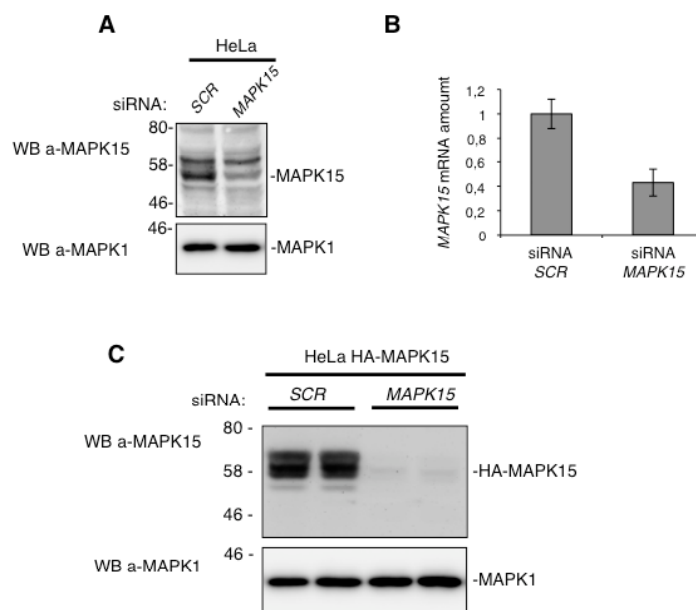 A
HeLa
siRNA: SCR MAPK15
WB a-MAPK15
80-
58-
46-
-MAPK15
WB a-MAPK1
46-
-MAPK1
B
MAPK15 mRNA amoumt
1,2
1
0,8
0,6
0,4
0,2
0
siRNA SCR
siRNA MAPK15
C
HeLa HA-MAPK15
siRNA: SCR MAPK15
WB a-MAPK15
80 -
58 -
46 -
-HA-MAPK15
WB a-MAPK1
46 -
-MAPK1